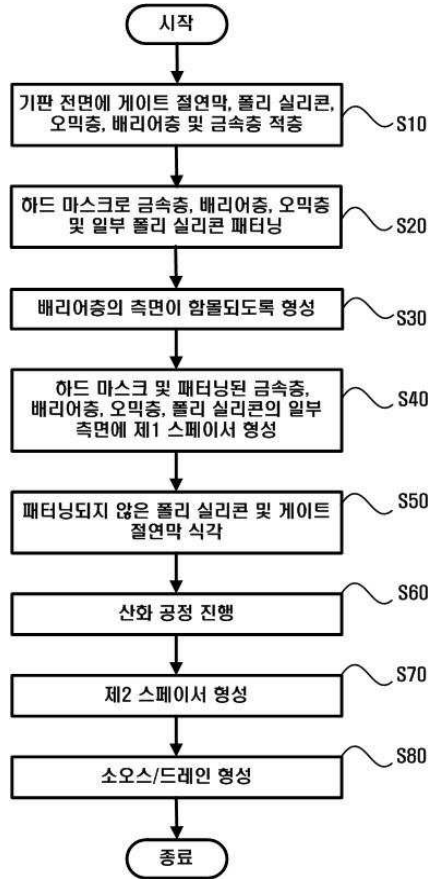 시작
기판 전면에 게이트 절연막, 폴리 실리콘,
오믹층, 배리어층 및 금속층 적층
S10
하드 마스크로 금속층, 배리어층, 오믹층
및 일부 폴리 실리콘 패터닝
S20
배리어층의 측면이 함몰되도록 형성
S30
하드 마스크 및 패터닝된 금속층,
배리어층, 오믹층, 폴리 실리콘의 일부
측면에 제1 스페이서 형성
S40
패터닝되지 않은 폴리 실리콘 및 게이트
절연막 식각
S50
산화 공정 진행
S60
제2 스페이서 형성
S70
소오스/드레인 형성
S80
종료